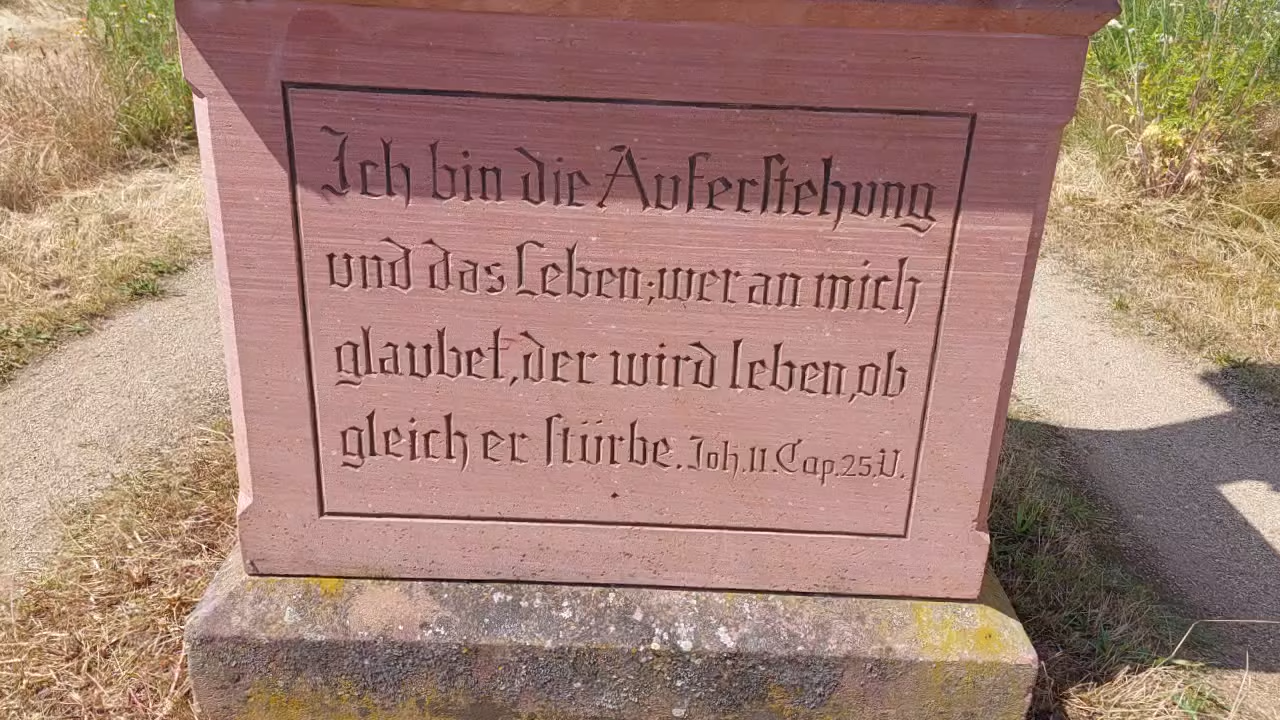 Ich bin die Auferstehung
und das Leben; wer an mich
glaubet, der wird leben, ob
gleich er stürbe. Joh. 11. Cap. 25. V.